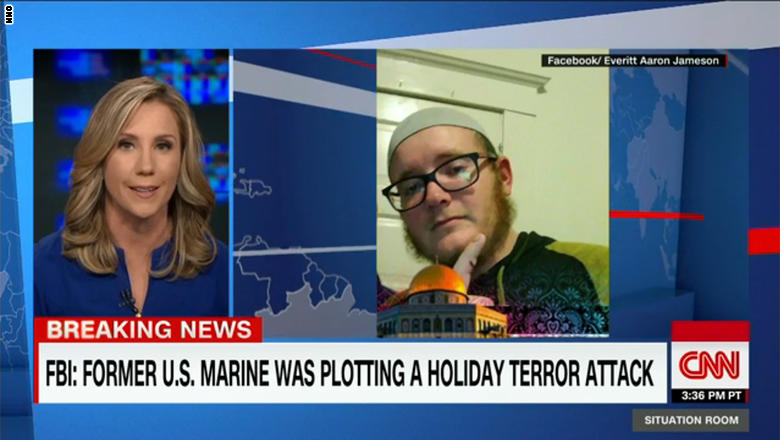 CNN
Facebook/ Everitt Aaron Jameson
BREAKING NEWS
FBI: FORMER U.S. MARINE WAS PLOTTING A HOLIDAY TERROR ATTACK
CNN
3:36 PM PT
SITUATION ROOM